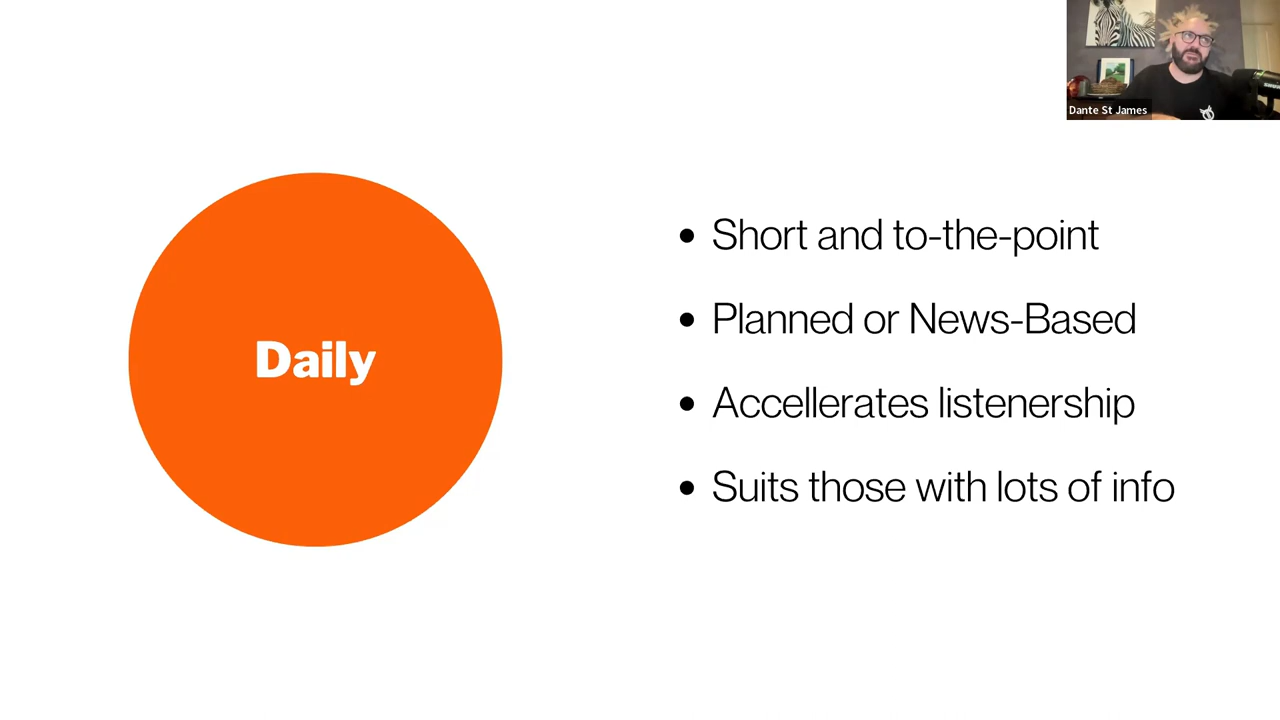 Dante St James
Daily
Short and to-the-point
Planned or News-Based
Accellerates listenership
Suits those with lots of info